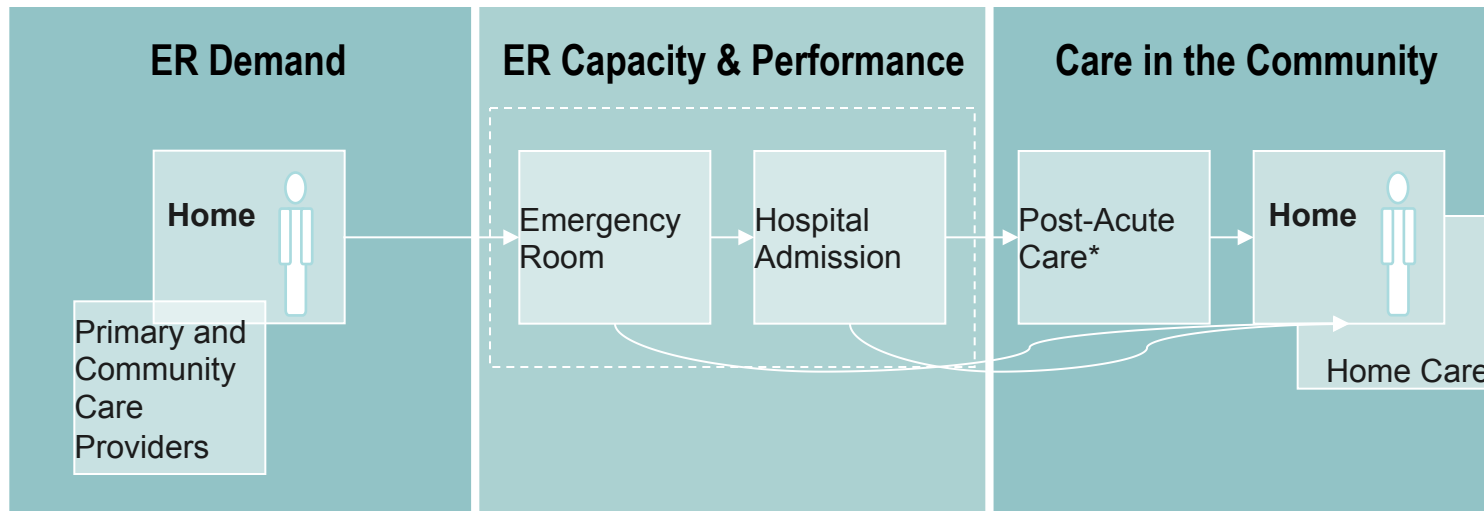 ER Demand
ER Capacity & Performance
Care in the Community
Home
Primary and
Community
Care
Providers
Emergency
Room
Hospital
Admission
Post-Acute
Care*
Home
Home Care